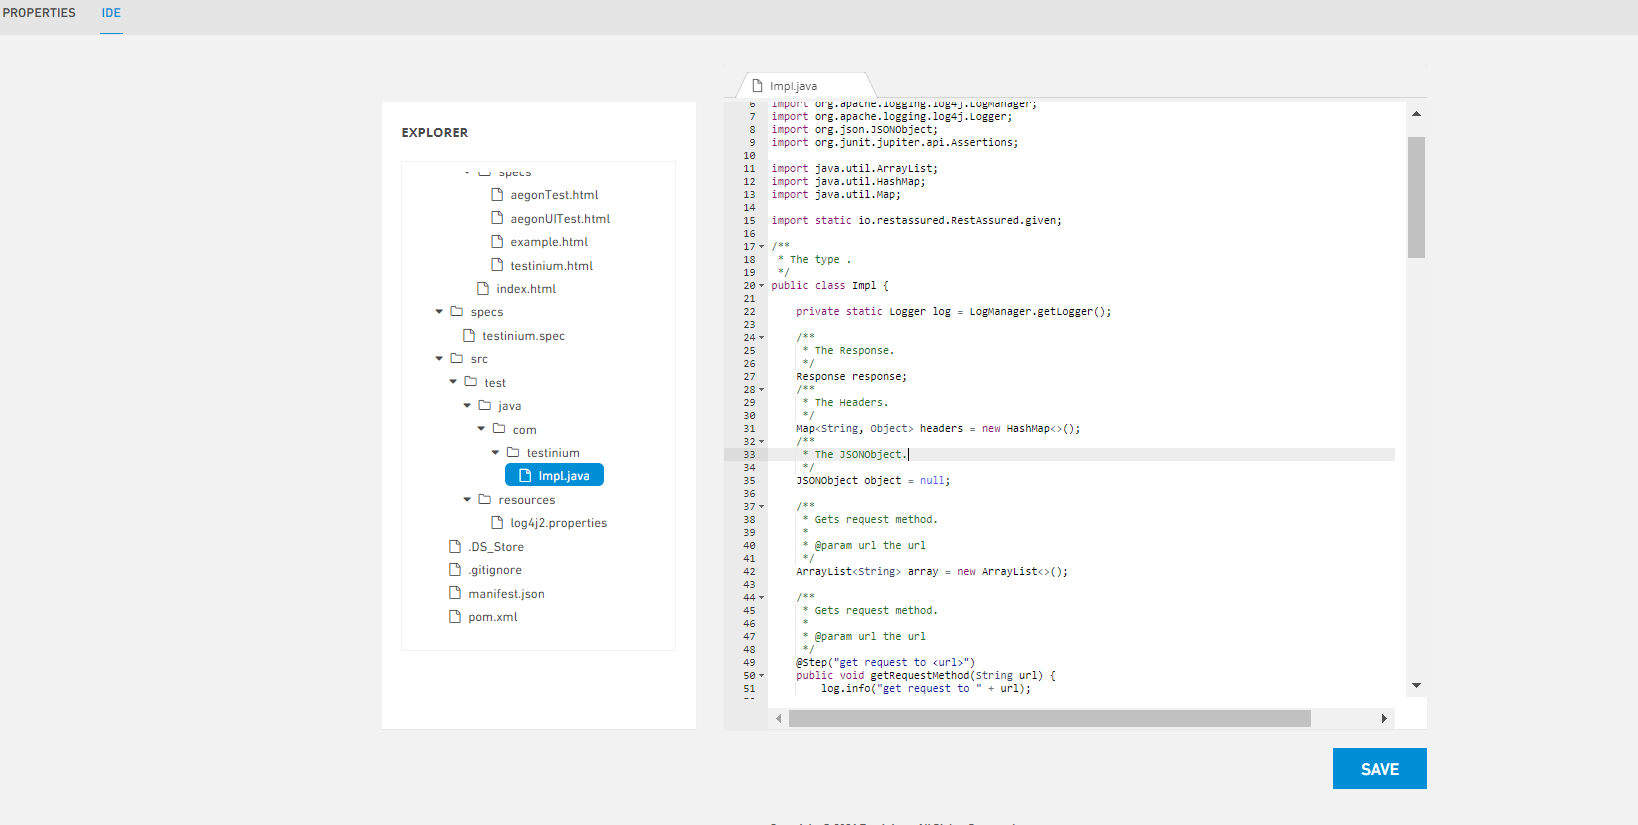 PROPERTIES IDE
EXPLORER
specs
aegonTest.html
aegonUITest.html
example.html
testinium.html
index.html
specs
testinium.spec
src
test
java
com
testinium
Impl.java
resources
log4j2.properties
.DS_Store
.gitignore
manifest.json
pom.xml
Impl.java
6 import org.apache.logging.log4j.LogManager;
7 import org.apache.logging.log4j.Logger;
8 import org.json.JSONObject;
9 import org.junit.jupiter.api.Assertions;
10
11 import java.util.ArrayList;
12 import java.util.HashMap;
13 import java.util.Map;
14
15 import static io.restassured.RestAssured.given;
16
17 /**
18 * The type .
19 */
20 public class Impl {
21
22 private static Logger log = LogManager.getLogger();
23
24 /**
25 * The Response.
26 */
27 Response response;
28 /**
29 * The Headers.
30 */
31 Map<String, Object> headers = new HashMap<>();
32 /**
33 * The JSONObject.
34 */
35 JSONObject object = null;
36
37 /**
38 * Gets request method.
39 *
40 * @param url the url
41 */
42 ArrayList<String> array = new ArrayList<>();
43
44 /**
45 * Gets request method.
46 *
47 * @param url the url
48 */
49 @Step("get request to <url>")
50 public void getRequestMethod(String url) {
51 log.info("get request to " + url);
SAVE